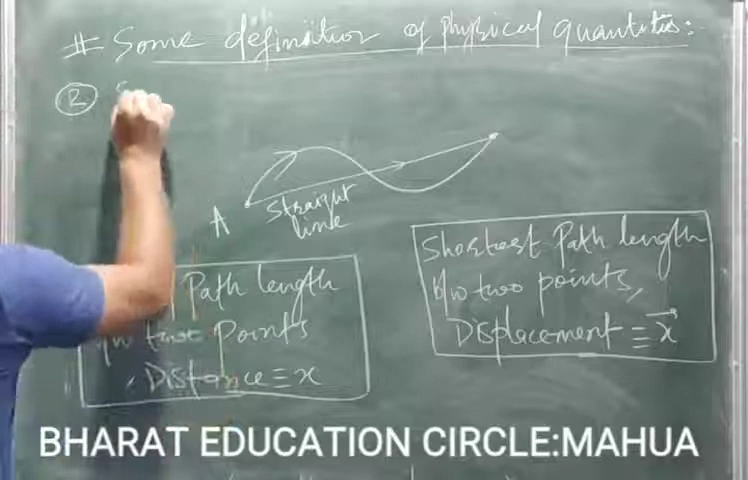 # Some definition of physical quantities:
② S
A
Straight
line
Path length
b/w two points
, Distance ≡ x
Shortest Path length
b/w two points,
Displacement ≡ x⃗
BHARAT EDUCATION CIRCLE:MAHUA